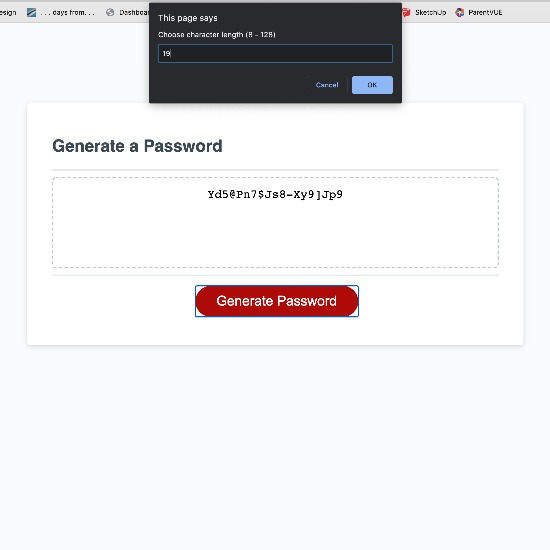 esign ... days from... Dashboa SketchUp ParentVUE
This page says
Choose character length (8 - 128)
19
Cancel OK
Generate a Password
Yd5@Pn7$Js8-Xy9]Jp9
Generate Password